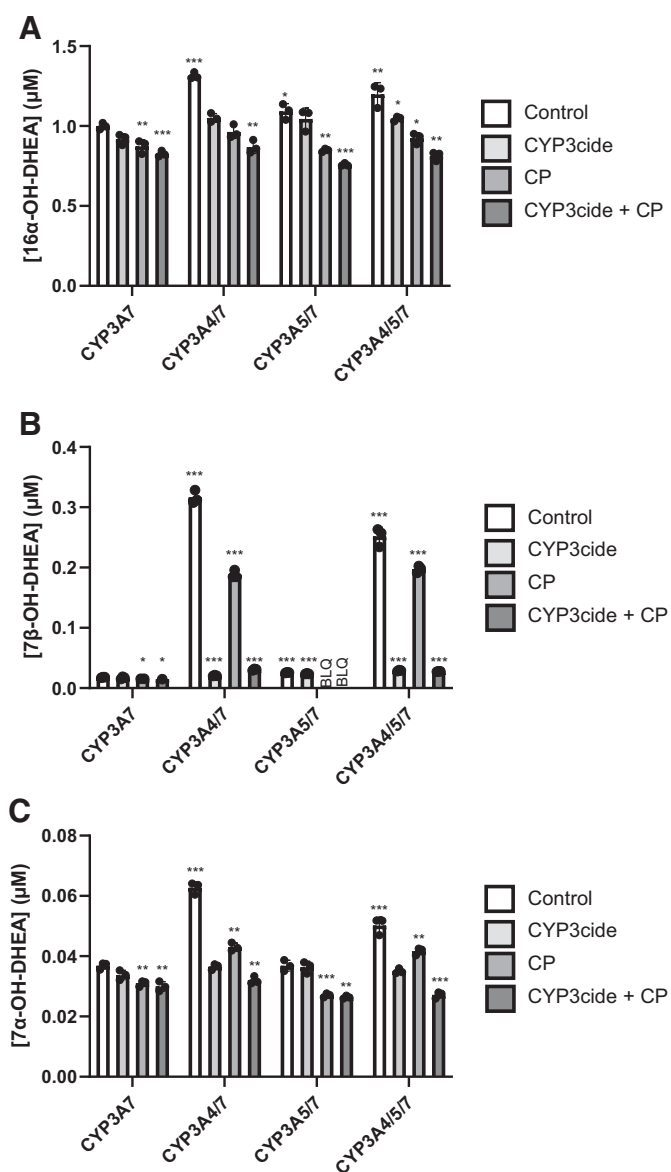 A
[16α-OH-DHEA] (μM)
1.5
1.0
0.5
0.0
** ***
***
**
*
** ***
**
*
*
**
CYP3A7
CYP3A4/7
CYP3A5/7
CYP3A4/5/7
Control
CYP3cide
CP
CYP3cide + CP
B
[7β-OH-DHEA] (μM)
0.4
0.3
0.2
0.1
0.0
* *
***
***
***
***
*** ***
BLQ
BLQ
***
***
***
***
CYP3A7
CYP3A4/7
CYP3A5/7
CYP3A4/5/7
Control
CYP3cide
CP
CYP3cide + CP
C
[7α-OH-DHEA] (μM)
0.08
0.06
0.04
0.02
0.00
** **
***
**
**
*** **
***
**
***
CYP3A7
CYP3A4/7
CYP3A5/7
CYP3A4/5/7
Control
CYP3cide
CP
CYP3cide + CP